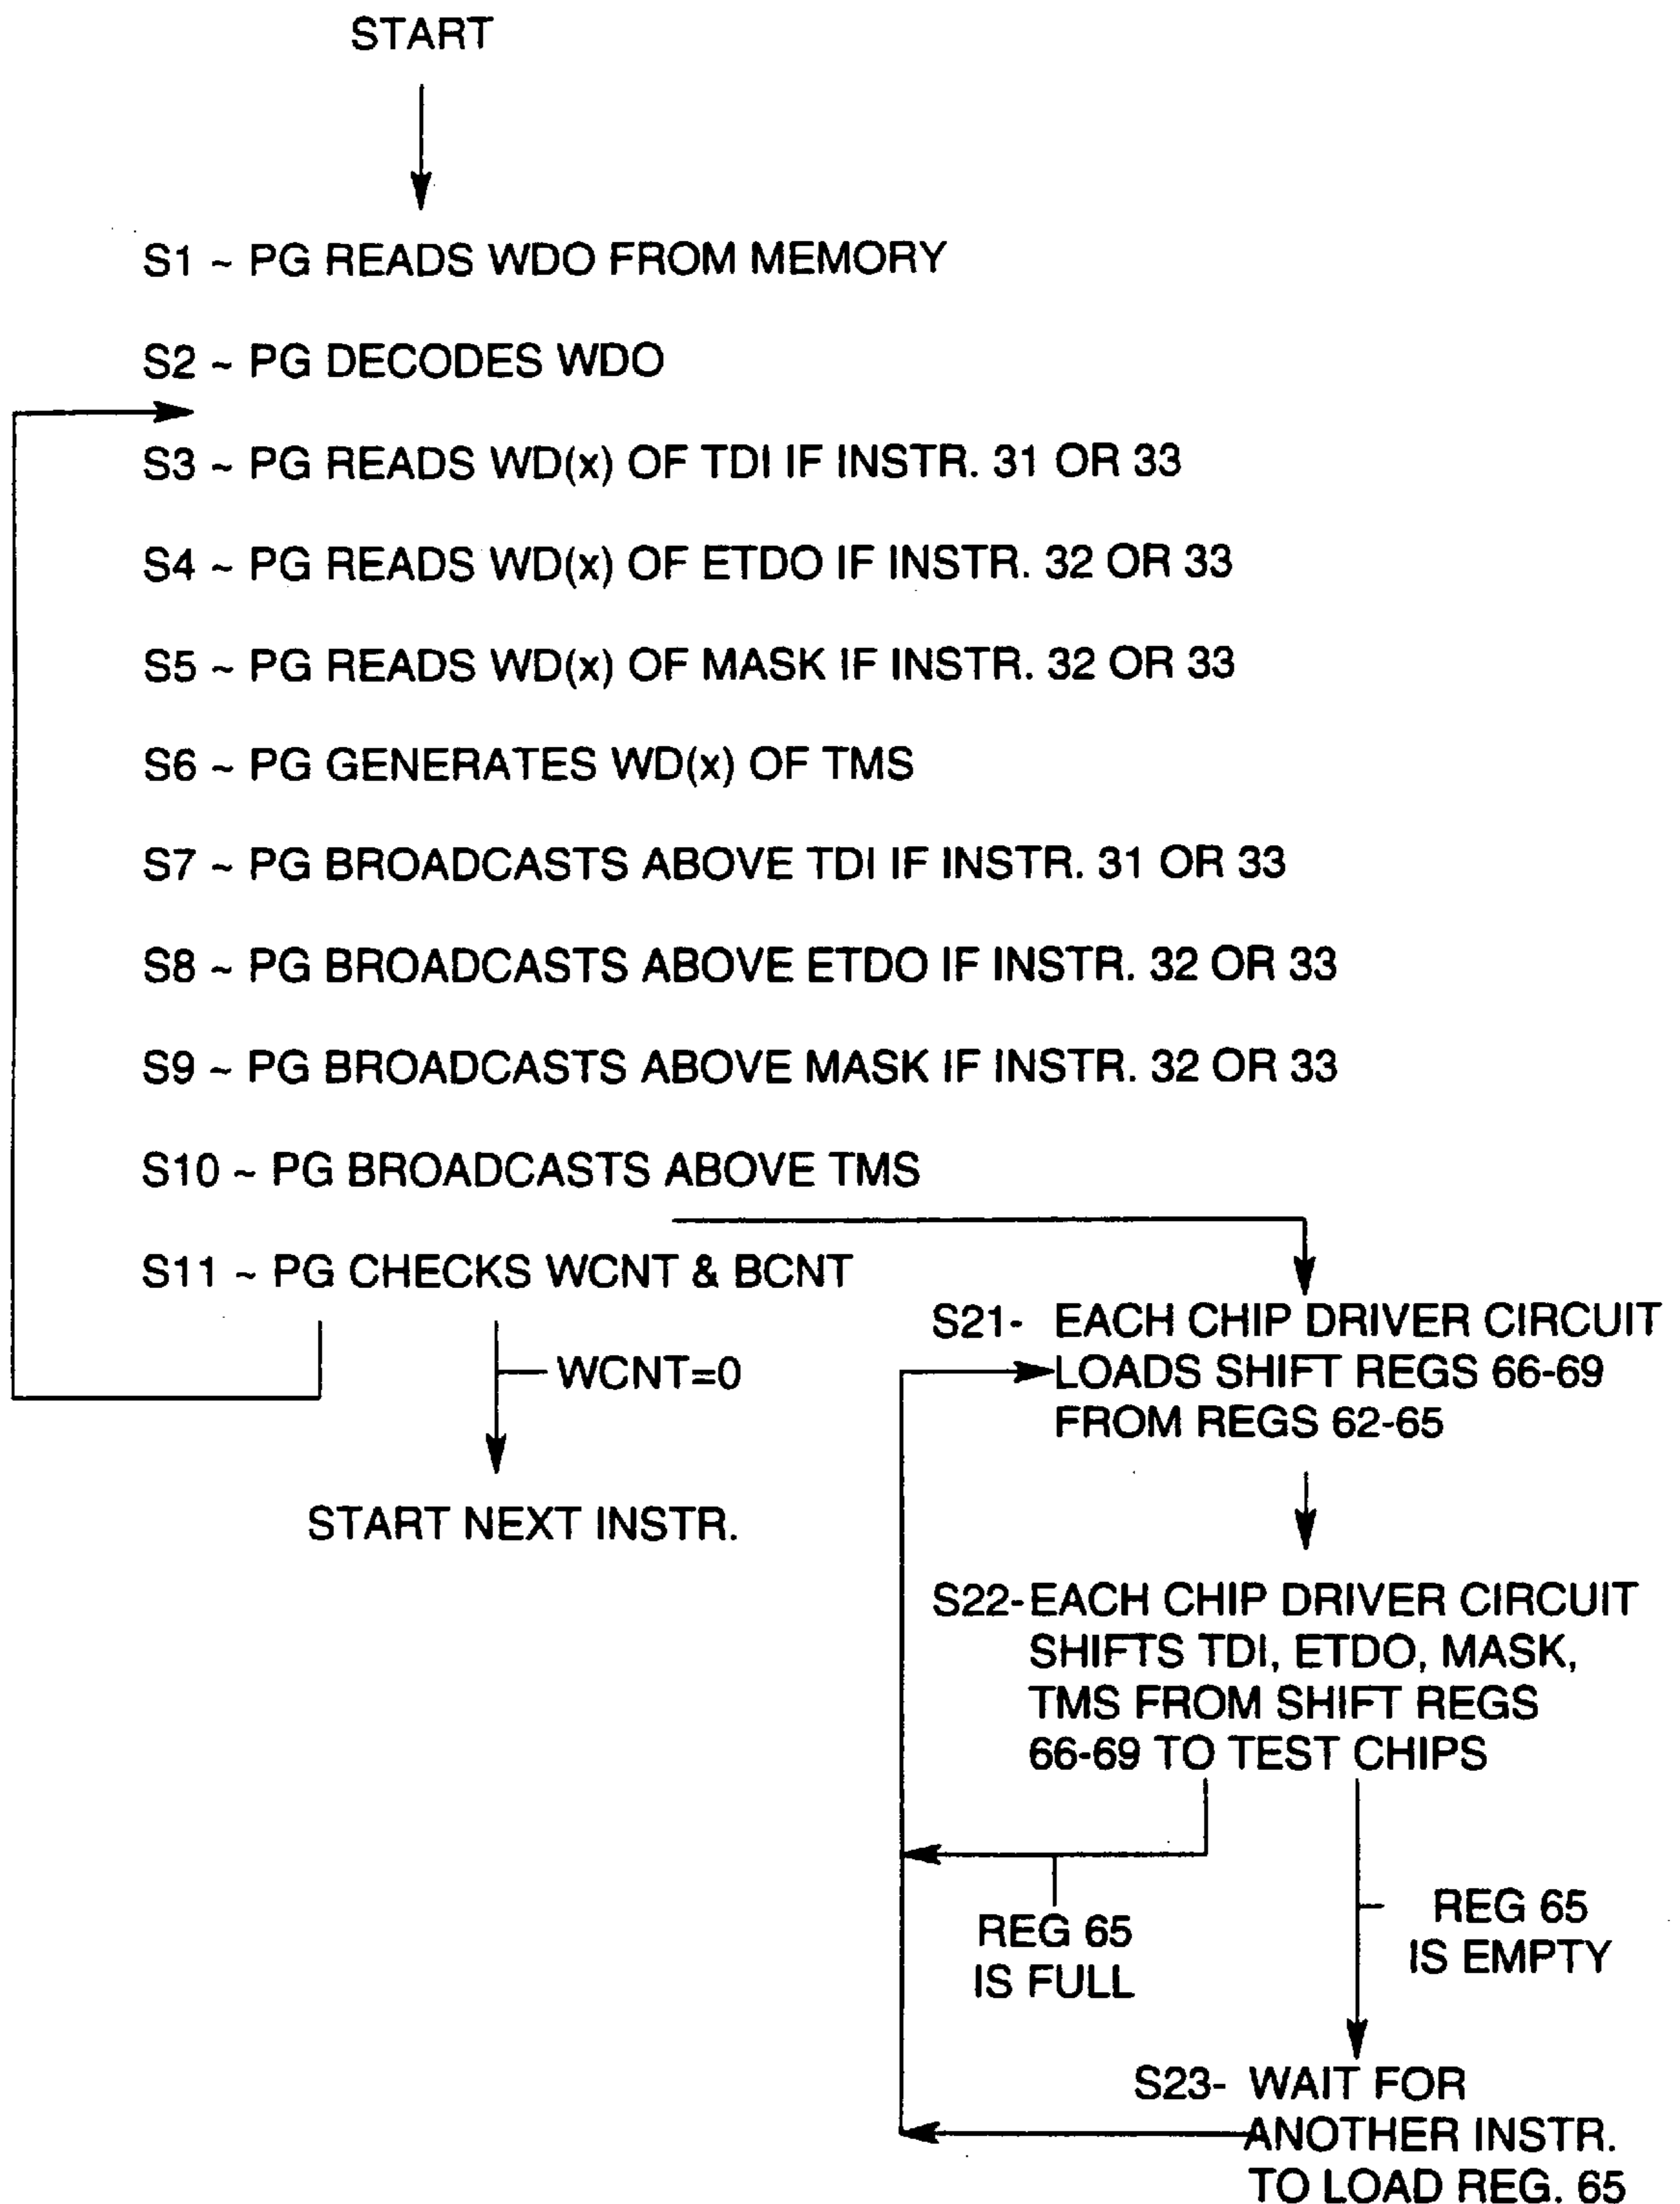 START
S1 ~ PG READS WDO FROM MEMORY
S2 ~ PG DECODES WDO
S3 ~ PG READS WD(x) OF TDI IF INSTR. 31 OR 33
S4 ~ PG READS WD(x) OF ETDO IF INSTR. 32 OR 33
S5 ~ PG READS WD(x) OF MASK IF INSTR. 32 OR 33
S6 ~ PG GENERATES WD(x) OF TMS
S7 ~ PG BROADCASTS ABOVE TDI IF INSTR. 31 OR 33
S8 ~ PG BROADCASTS ABOVE ETDO IF INSTR. 32 OR 33
S9 ~ PG BROADCASTS ABOVE MASK IF INSTR. 32 OR 33
S10 ~ PG BROADCASTS ABOVE TMS
S11 ~ PG CHECKS WCNT & BCNT
WCNT=0
START NEXT INSTR.
S21- EACH CHIP DRIVER CIRCUIT
LOADS SHIFT REGS 66-69
FROM REGS 62-65
S22- EACH CHIP DRIVER CIRCUIT
SHIFTS TDI, ETDO, MASK,
TMS FROM SHIFT REGS
66-69 TO TEST CHIPS
REG 65
IS FULL
REG 65
IS EMPTY
S23- WAIT FOR
ANOTHER INSTR.
TO LOAD REG. 65